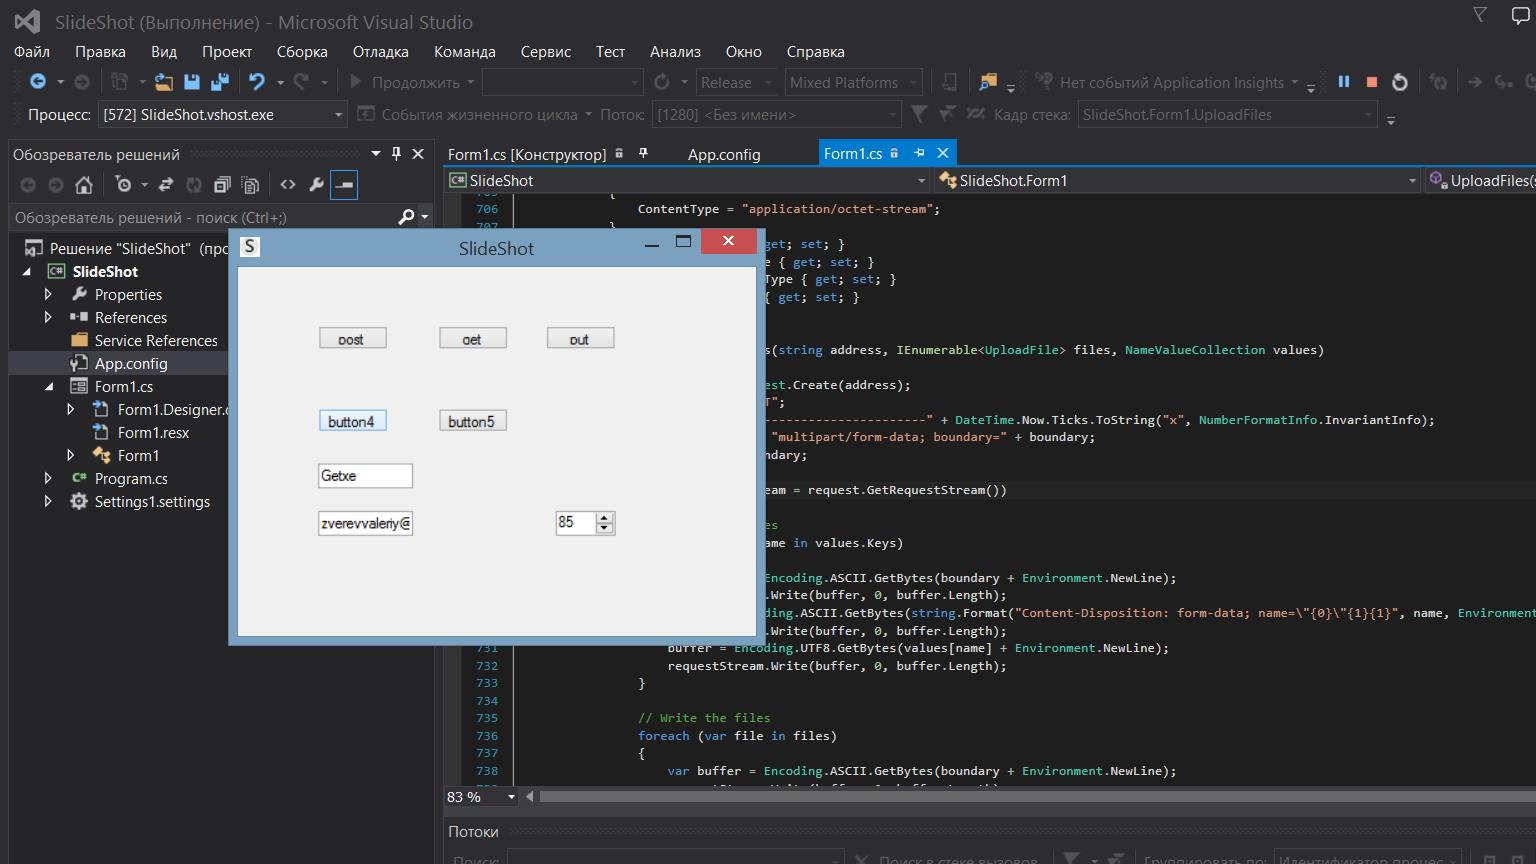 SlideShot (Выполнение) - Microsoft Visual Studio
Файл Правка Вид Проект Сборка Отладка Команда Сервис Тест Анализ Окно Справка
Продолжить Release Mixed Platforms Нет событий Application Insights
Процесс: [572] SlideShot.vshost.exe События жизненного цикла Поток: [1280] <Без имени> Кадр стека: SlideShot.Form1.UploadFiles
Обозреватель решений
Обозреватель решений - поиск (Ctrl+;)
Решение "SlideShot" (про
C# SlideShot
Properties
References
Service References
App.config
Form1.cs
Form1.Designer.
Form1.resx
Form1
C# Program.cs
Settings1.settings
Form1.cs [Конструктор] App.config Form1.cs
C# SlideShot SlideShot.Form1 UploadFiles(
706 ContentType = "application/octet-stream";
707 }
get; set; }
{ get; set; }
Type { get; set; }
{ get; set; }
(string address, IEnumerable<UploadFile> files, NameValueCollection values)
est.Create(address);
T";
" + DateTime.Now.Ticks.ToString("x", NumberFormatInfo.InvariantInfo);
"multipart/form-data; boundary=" + boundary;
ndary;
eam = request.GetRequestStream())
es
ame in values.Keys)
Encoding.ASCII.GetBytes(boundary + Environment.NewLine);
.Write(buffer, 0, buffer.Length);
ding.ASCII.GetBytes(string.Format("Content-Disposition: form-data; name=\"{0}\"{1}{1}", name, Environment
.Write(buffer, 0, buffer.Length);
731 buffer = Encoding.UTF8.GetBytes(values[name] + Environment.NewLine);
732 requestStream.Write(buffer, 0, buffer.Length);
733 }
734
735 // Write the files
736 foreach (var file in files)
737 {
738 var buffer = Encoding.ASCII.GetBytes(boundary + Environment.NewLine);
83 %
Потоки
Поиск: Поиск в стеке вызовов Группировать по: Идентификатор процес
S SlideShot
post get put
button4 button5
Getxe
zverevvaleriy@ 85